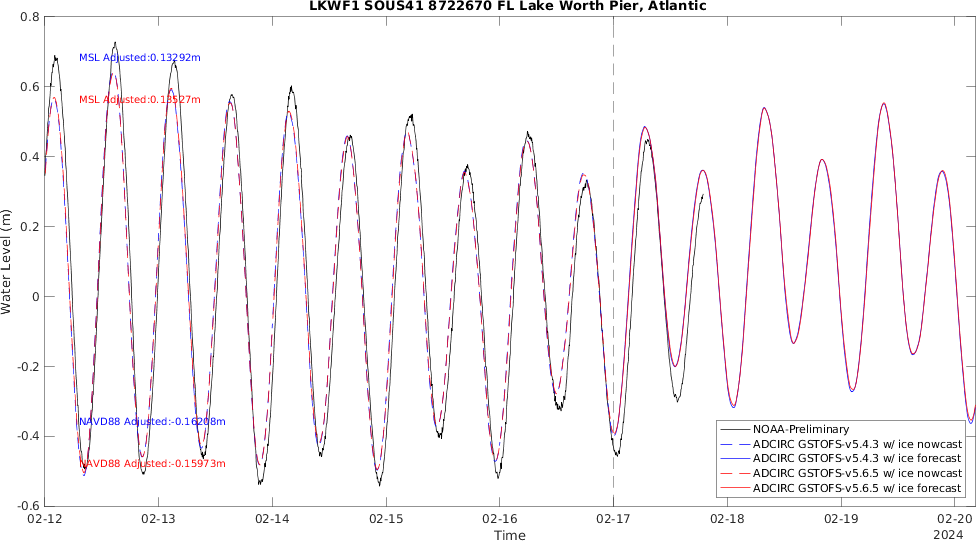 LKWF1 SOUS41 8722670 FL Lake Worth Pier, Atlantic
0.8
0.6
0.4
0.2
0
-0.2
-0.4
-0.6
Water Level (m)
MSL Adjusted:0.13292m
MSL Adjusted:0.13527m
NAVD88 Adjusted:-0.16208m
NAVD88 Adjusted:-0.15973m
NOAA-Preliminary
ADCIRC GSTOFS-v5.4.3 w/ ice nowcast
ADCIRC GSTOFS-v5.4.3 w/ ice forecast
ADCIRC GSTOFS-v5.6.5 w/ ice nowcast
ADCIRC GSTOFS-v5.6.5 w/ ice forecast
02-12 02-13 02-14 02-15 02-16 02-17 02-18 02-19 02-20
Time
2024